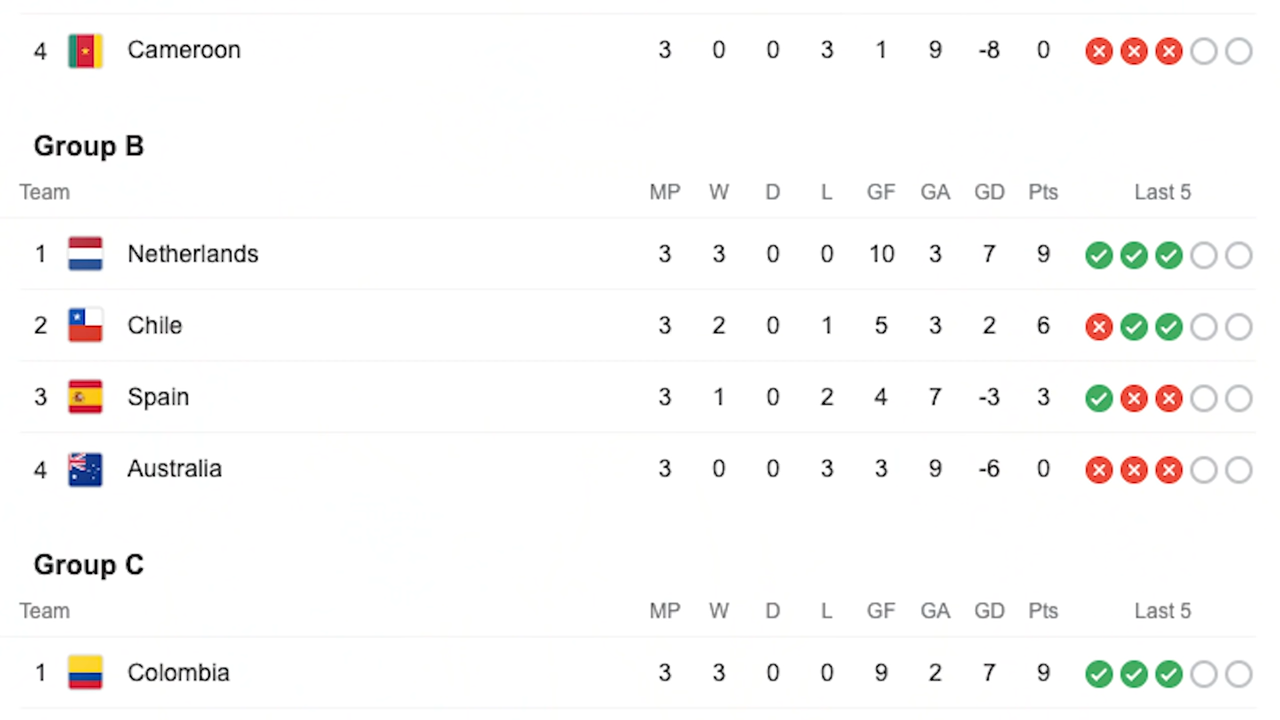 4 Cameroon 3 0 0 3 1 9 -8 0
Group B
Team MP W D L GF GA GD Pts Last 5
1 Netherlands 3 3 0 0 10 3 7 9
2 Chile 3 2 0 1 5 3 2 6
3 Spain 3 1 0 2 4 7 -3 3
4 Australia 3 0 0 3 3 9 -6 0
Group C
Team MP W D L GF GA GD Pts Last 5
1 Colombia 3 3 0 0 9 2 7 9